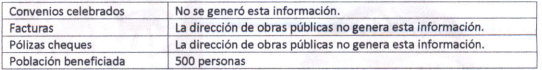 Convenios celebrados No se generó esta información.
Facturas La dirección de obras públicas no genera esta información.
Pólizas cheques La dirección de obras públicas no genera esta información.
Población beneficiada 500 personas